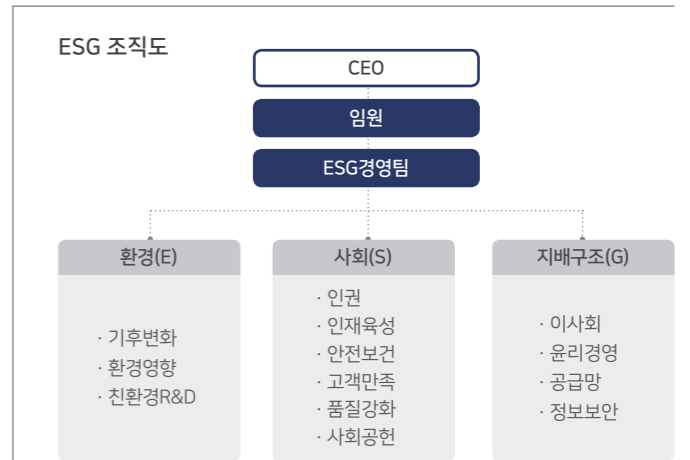 ESG 조직도
CEO
임원
ESG경영팀
환경(E)
· 기후변화
· 환경영향
· 친환경R&D
사회(S)
· 인권
· 인재육성
· 안전보건
· 고객만족
· 품질강화
· 사회공헌
지배구조(G)
· 이사회
· 윤리경영
· 공급망
· 정보보안